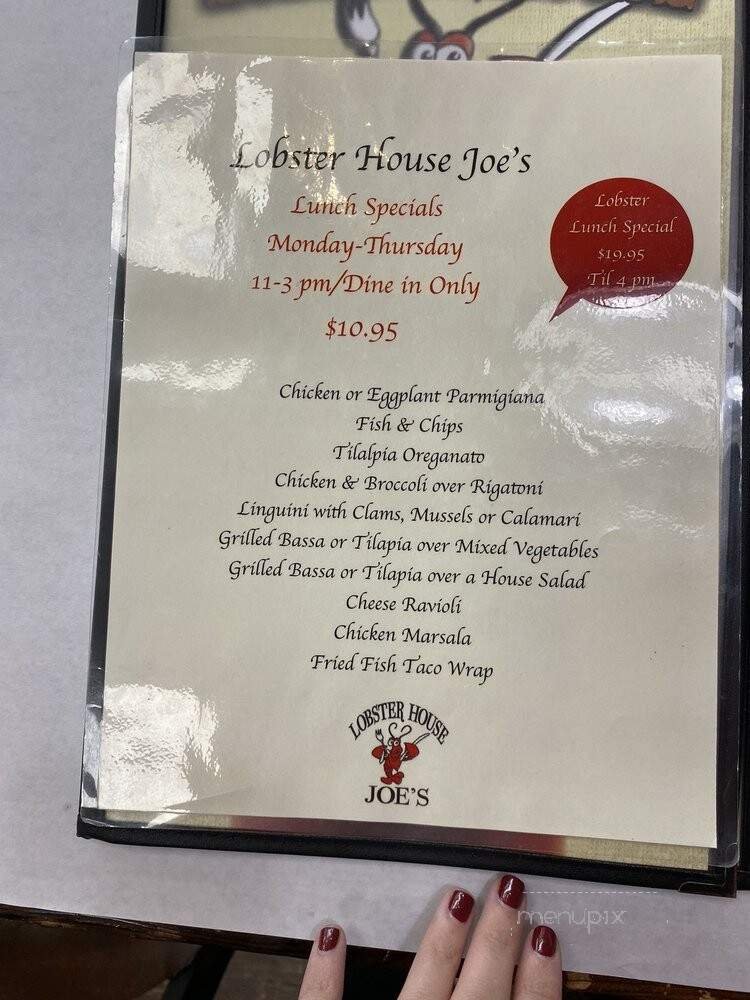 Lobster House Joe's
Lunch Specials
Monday-Thursday
11-3 pm/Dine in Only
$10.95
Lobster
Lunch Special
$19.95
Til 4 pm
Chicken or Eggplant Parmigiana
Fish & Chips
Tilalpia Oreganato
Chicken & Broccoli over Rigatoni
Linguini with Clams, Mussels or Calamari
Grilled Bassa or Tilapia over Mixed Vegetables
Grilled Bassa or Tilapia over a House Salad
Cheese Ravioli
Chicken Marsala
Fried Fish Taco Wrap
LOBSTER HOUSE
JOE'S
menupix